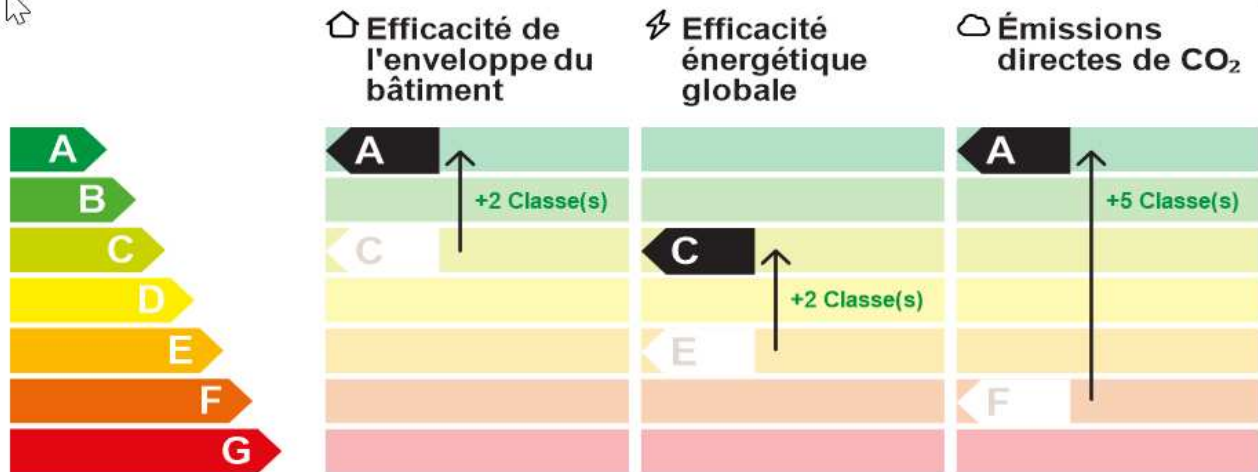 Efficacité de
l'enveloppe du
bâtiment
Efficacité
énergétique
globale
Émissions
directes de CO₂
A
B
C
D
E
F
G
A
+2 Classe(s)
C
C
+2 Classe(s)
E
A
+5 Classe(s)
F